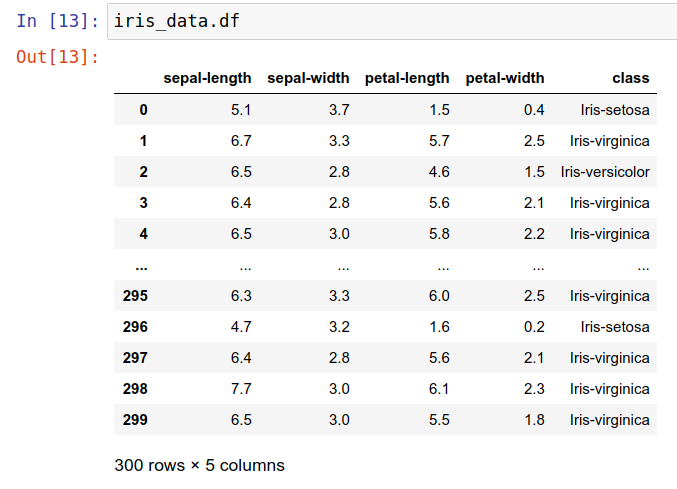 In [13]: iris_data.df
Out[13]:
sepal-length sepal-width petal-length petal-width class
0 5.1 3.7 1.5 0.4 Iris-setosa
1 6.7 3.3 5.7 2.5 Iris-virginica
2 6.5 2.8 4.6 1.5 Iris-versicolor
3 6.4 2.8 5.6 2.1 Iris-virginica
4 6.5 3.0 5.8 2.2 Iris-virginica
... ... ... ... ... ...
295 6.3 3.3 6.0 2.5 Iris-virginica
296 4.7 3.2 1.6 0.2 Iris-setosa
297 6.4 2.8 5.6 2.1 Iris-virginica
298 7.7 3.0 6.1 2.3 Iris-virginica
299 6.5 3.0 5.5 1.8 Iris-virginica
300 rows × 5 columns